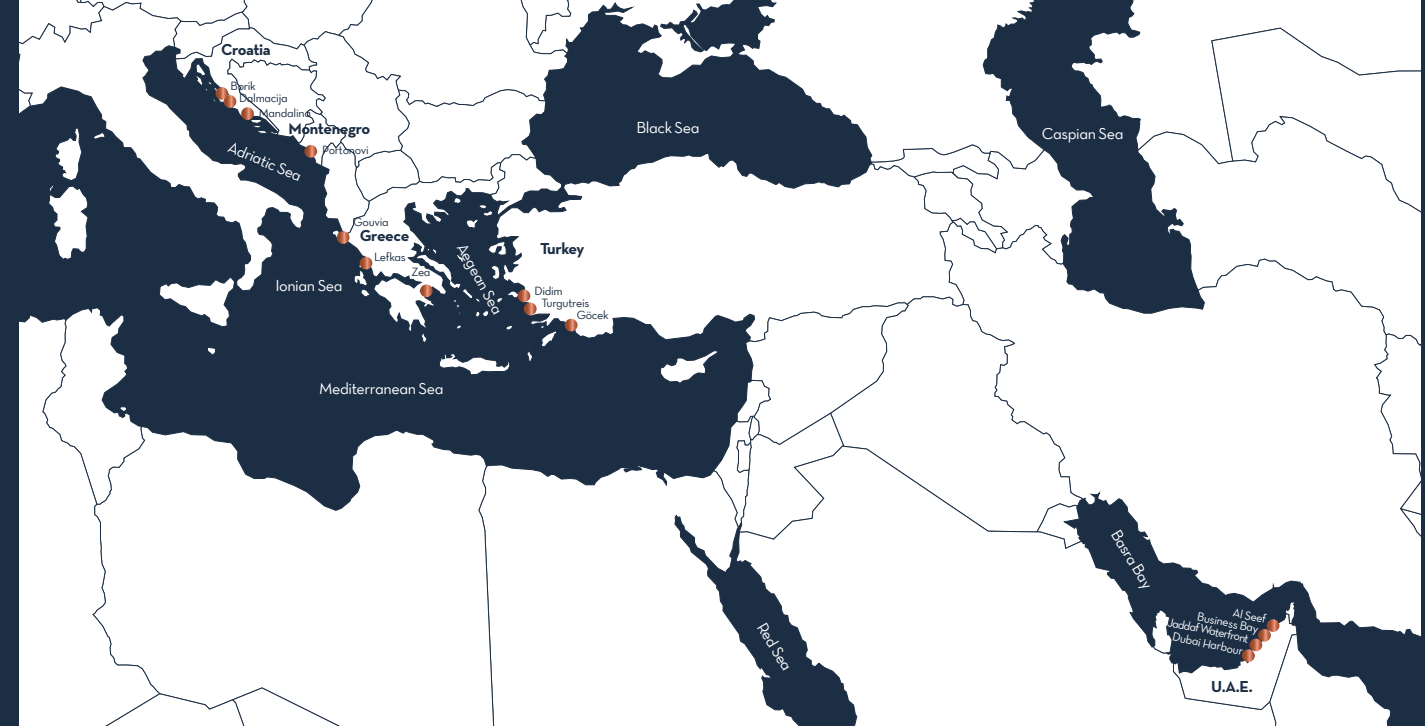 Croatia
Borik
Dalmacija
Mandalina
Montenegro
Portonovi
Adriatic Sea
Black Sea
Caspian Sea
Gouvia
Greece
Lefkas
Zea
Aegean Sea
Turkey
Ionian Sea
Didim
Turgutreis
Göcek
Mediterranean Sea
Basra Bay
Red Sea
Al Seef
Business Bay
Jaddaf Waterfront
Dubai Harbour
U.A.E.